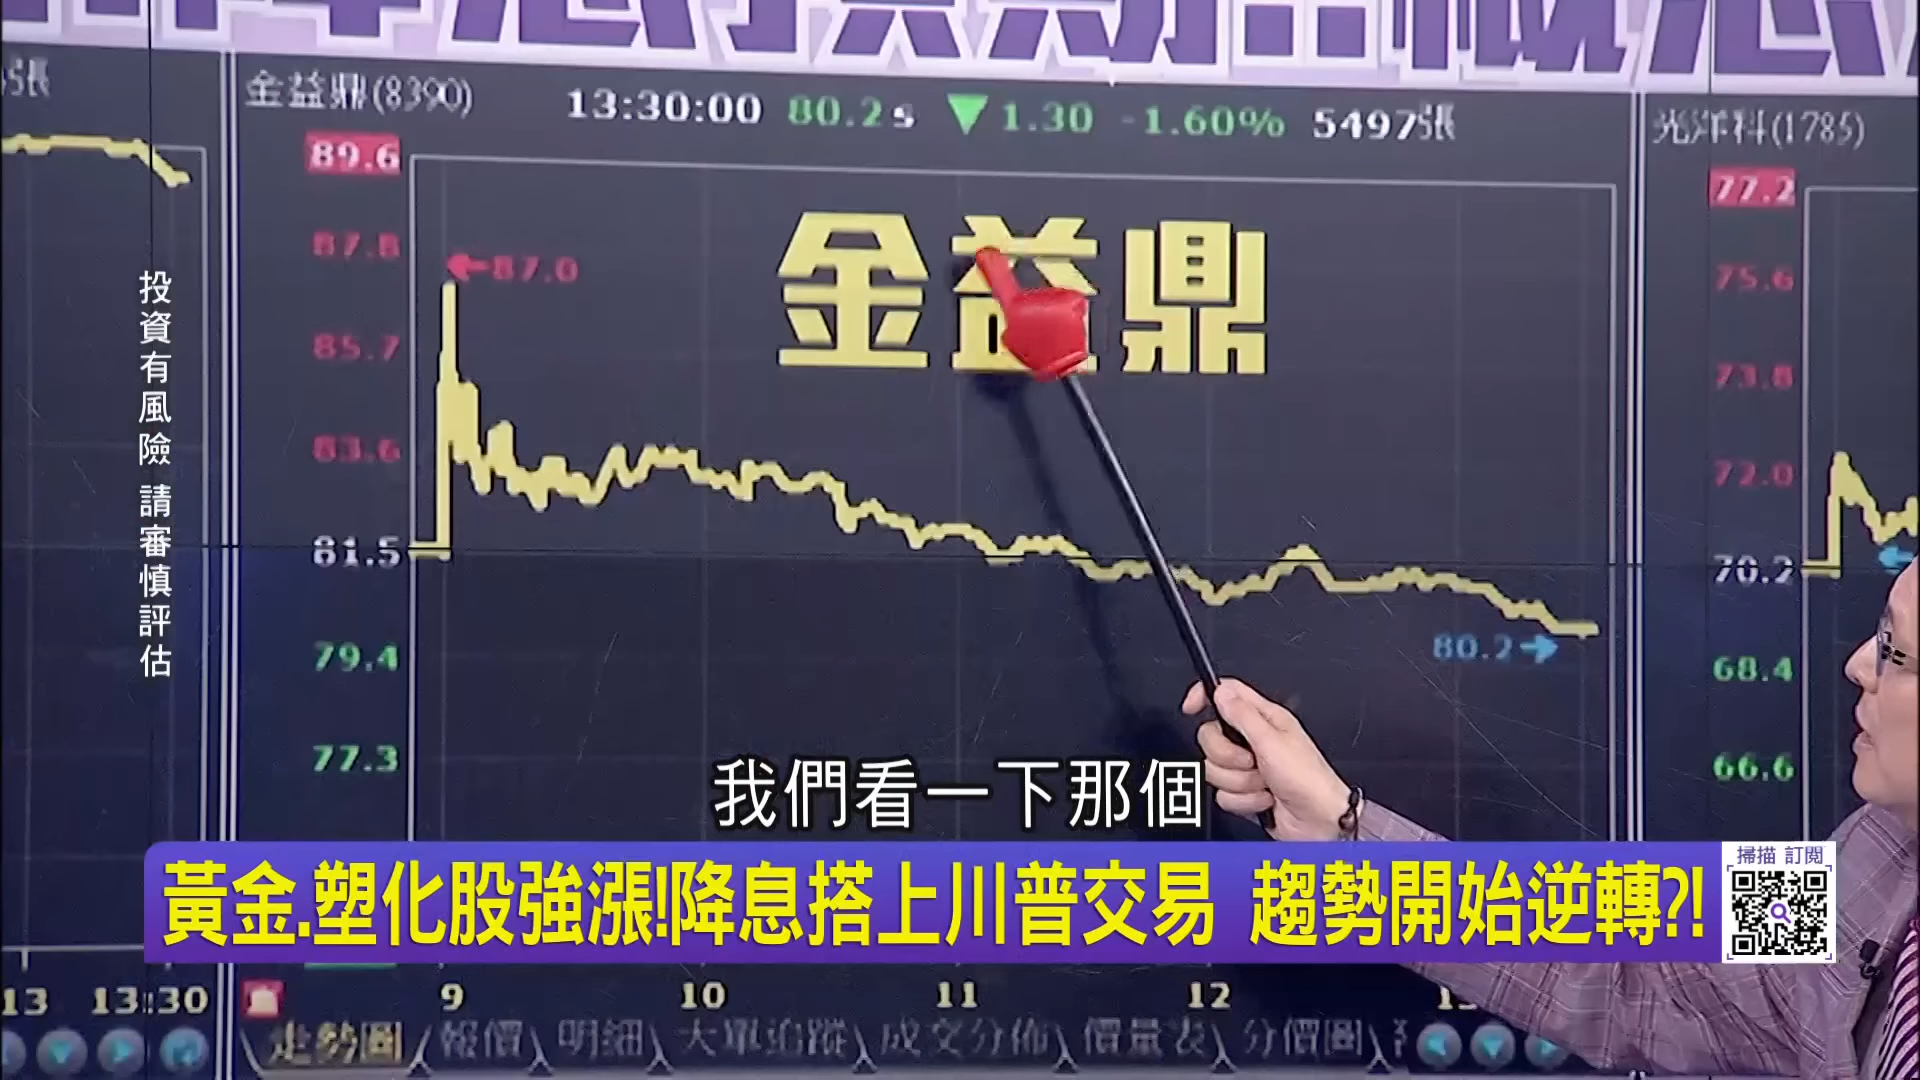 張
金益鼎(8390)
13:30:00 80.2s ▼1.30 -1.60% 5497張
光洋科(1785)
89.6
87.8
85.7
83.6
81.5
79.4
77.3
←87.0
金益鼎
80.2→
77.2
75.6
73.8
72.0
70.2
68.4
66.6
投資有風險 請審慎評估
我們看一下那個
黃金.塑化股強漲!降息搭上川普交易 趨勢開始逆轉?!
掃描 訂閱
13 13:30
9 10 11 12
走勢圖 報價 明細 大單追蹤 成交分佈 價量表 分價圖